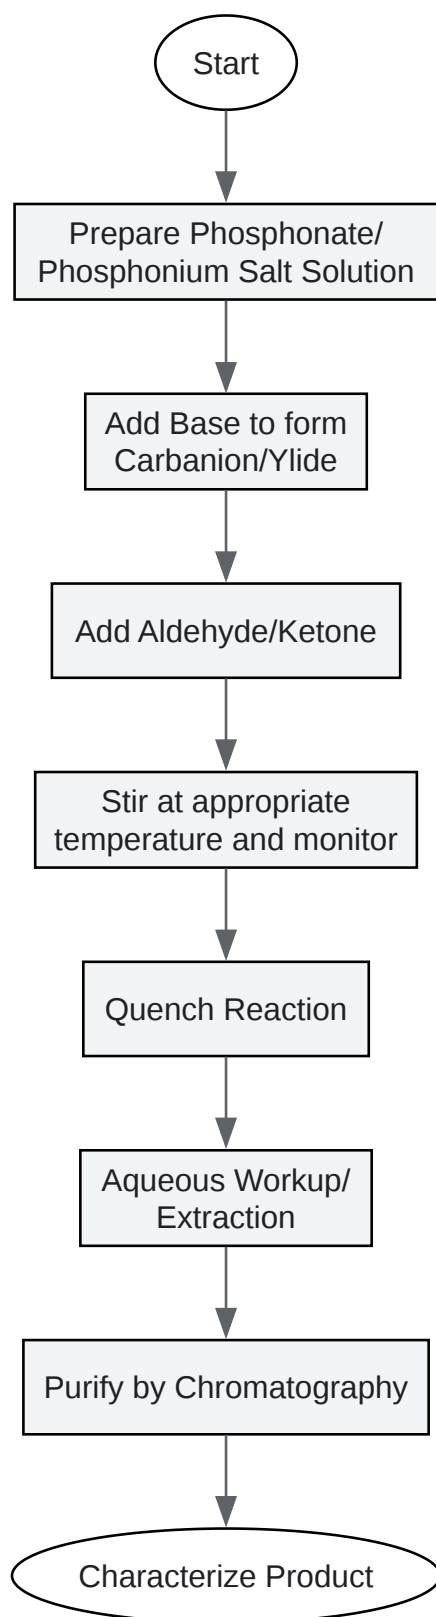 Start
Prepare Phosphonate/
Phosphonium Salt Solution
Add Base to form
Carbanion/Ylide
Add Aldehyde/Ketone
Stir at appropriate
temperature and monitor
Quench Reaction
Aqueous Workup/
Extraction
Purify by Chromatography
Characterize Product